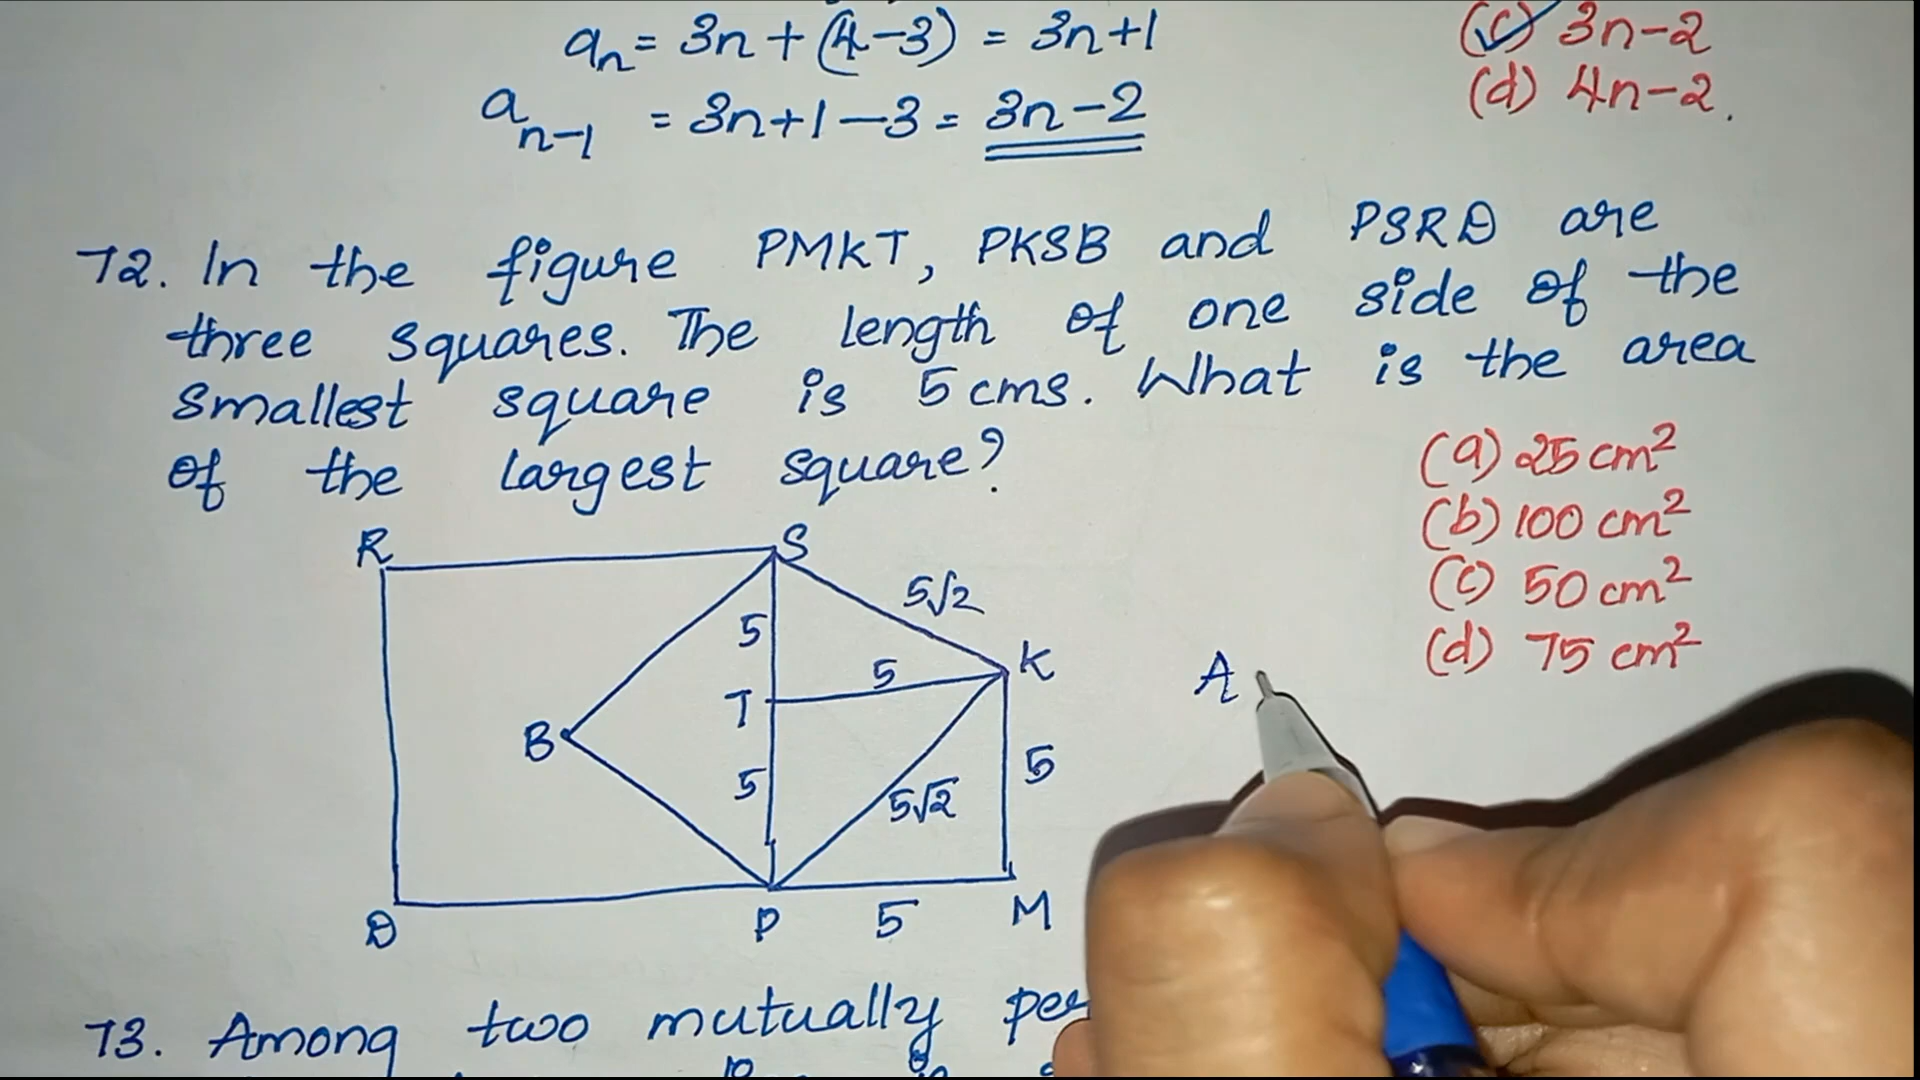 aₙ = 3n + (4-3) = 3n+1
(c) 3n-2
aₙ₋₁ = 3n+1-3 = 3n-2
(d) 4n-2.
72. In the figure PMKT, PKSB and PSRD are
three squares. The length of one side of the
smallest square is 5 cms. What is the area
of the largest square?
(a) 25 cm²
(b) 100 cm²
(c) 50 cm²
(d) 75 cm²
R
S
5√2
5
K
5
T
A
B
5
5√2
5
D
P
5
M
73. Among two mutually